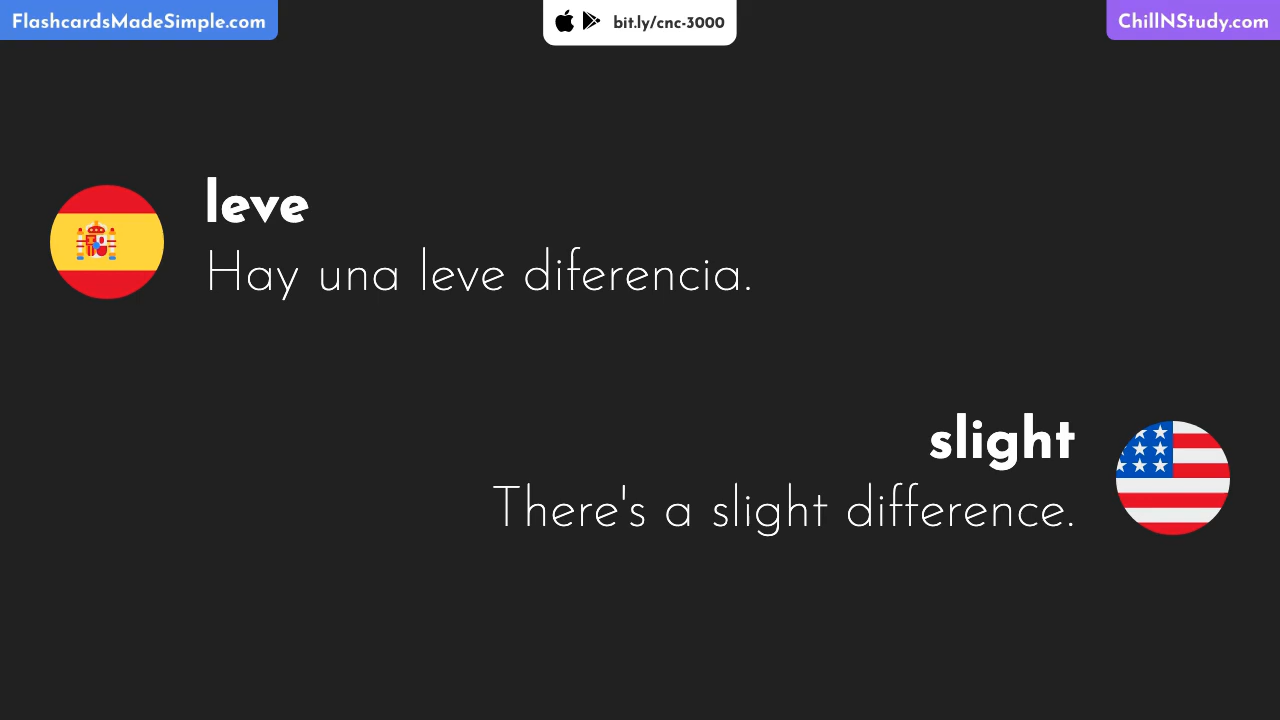 FlashcardsMadeSimple.com
bit.ly/cnc-3000
ChillNStudy.com
leve
Hay una leve diferencia.
slight
There's a slight difference.